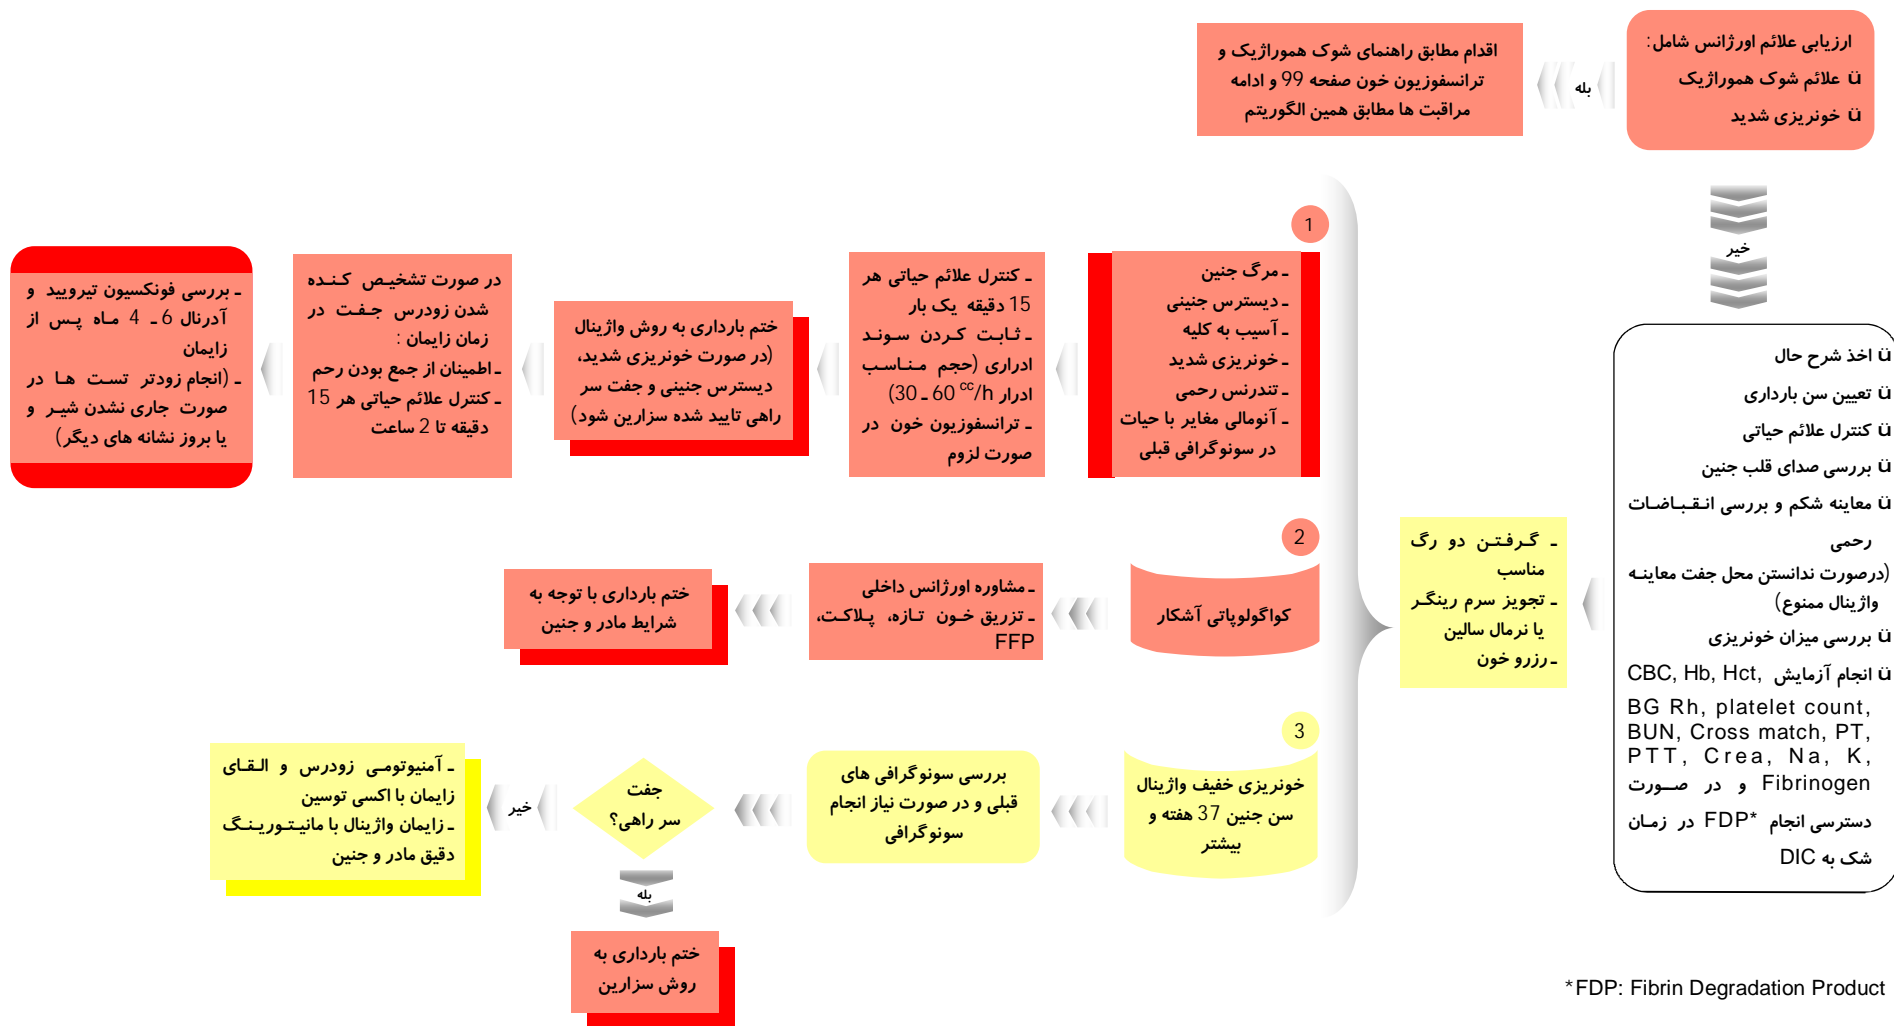 ارزیابی علائم اورژانس شامل:
ü علائم شوک هموراژیک
ü خونریزی شدید
بله
اقدام مطابق راهنمای شوک هموراژیک و
ترانسفوزیون خون صفحه 99 و ادامه
مراقبت ها مطابق همین الگوریتم
خیر
ü اخذ شرح حال
ü تعیین سن بارداری
ü کنترل علائم حیاتی
ü بررسی صدای قلب جنین
ü معاینه شکم و بررسی انقباضات
رحمی
(درصورت ندانستن محل جفت معاینه
واژینال ممنوع)
ü بررسی میزان خونریزی
ü انجام آزمایش CBC, Hb, Hct,
BG Rh, platelet count,
BUN, Cross match, PT,
PTT, Crea, Na, K,
Fibrinogen و در صورت
دسترسی انجام FDP* در زمان
شک به DIC
ـ گرفتن دو رگ
مناسب
ـ تجویز سرم رینگر
یا نرمال سالین
ـ رزرو خون
1
ـ مرگ جنین
ـ دیسترس جنینی
ـ آسیب به کلیه
ـ خونریزی شدید
ـ تندرنس رحمی
ـ آنومالی مغایر با حیات
در سونوگرافی قبلی
ـ کنترل علائم حیاتی هر
15 دقیقه یک بار
ـ ثابت کردن سوند
ادراری (حجم مناسب
ادرار 30 ـ 60 cc/h)
ـ ترانسفوزیون خون در
صورت لزوم
ختم بارداری به روش واژینال
(در صورت خونریزی شدید،
دیسترس جنینی و جفت سر
راهی تایید شده سزارین شود)
در صورت تشخیص کنده
شدن زودرس جفت در
زمان زایمان :
ـ اطمینان از جمع بودن رحم
ـ کنترل علائم حیاتی هر 15
دقیقه تا 2 ساعت
ـ بررسی فونکسیون تیرویید و
آدرنال 6 ـ 4 ماه پس از
زایمان
ـ (انجام زودتر تست ها در
صورت جاری نشدن شیر و
یا بروز نشانه های دیگر)
2
کواگولوپاتی آشکار
ـ مشاوره اورژانس داخلی
ـ تزریق خون تازه، پلاکت،
FFP
ختم بارداری با توجه به
شرایط مادر و جنین
3
خونریزی خفیف واژینال
سن جنین 37 هفته و
بیشتر
بررسی سونوگرافی های
قبلی و در صورت نیاز انجام
سونوگرافی
جفت
سر راهی؟
خیر
ـ آمنیوتومی زودرس و القای
زایمان با اکسی توسین
ـ زایمان واژینال با مانیتورینگ
دقیق مادر و جنین
بله
ختم بارداری به
روش سزارین
*FDP: Fibrin Degradation Product